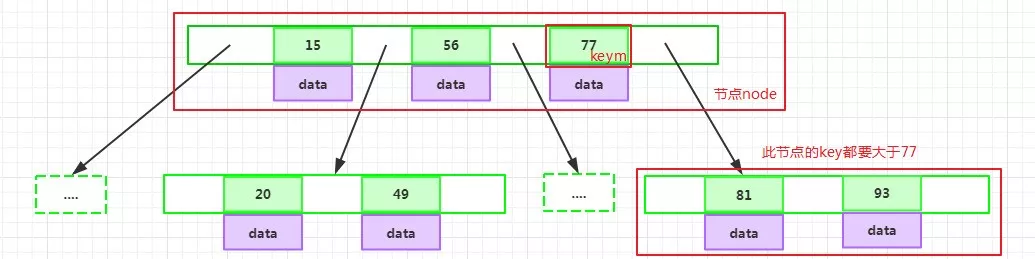 15 56 77
keym
data data data
节点node
此节点的key都要大于77
.... 20 49 .... 81 93
data data data data